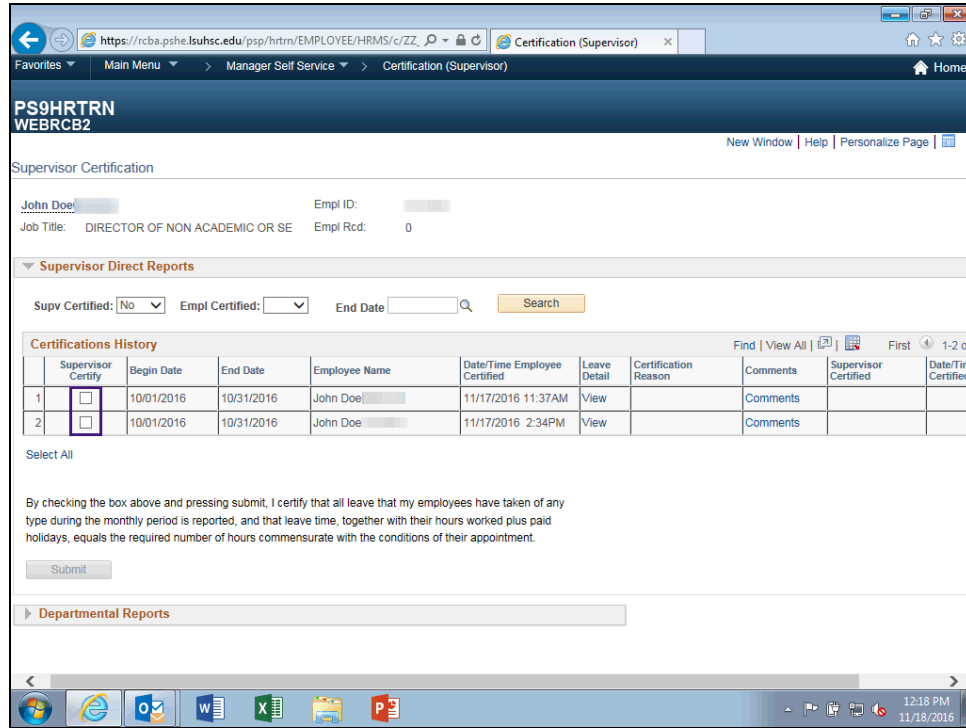 https://rcba.pshe.lsuhsc.edu/psp/hrtrn/EMPLOYEE/HRMS/c/ZZ_ Certification (Supervisor)
Favorites Main Menu > Manager Self Service > Certification (Supervisor) Home
PS9HRTRN
WEBRCB2
New Window | Help | Personalize Page |
Supervisor Certification
John Doe Empl ID:
Job Title: DIRECTOR OF NON ACADEMIC OR SE Empl Rcd: 0
Supervisor Direct Reports
Supv Certified: No Empl Certified: End Date Search
Certifications History Find | View All | First 1-2 o
Supervisor Certify Begin Date End Date Employee Name Date/Time Employee Certified Leave Detail Certification Reason Comments Supervisor Certified Date/Tim Certified
1 10/01/2016 10/31/2016 John Doe 11/17/2016 11:37AM View Comments
2 10/01/2016 10/31/2016 John Doe 11/17/2016 2:34PM View Comments
Select All
By checking the box above and pressing submit, I certify that all leave that my employees have taken of any
type during the monthly period is reported, and that leave time, together with their hours worked plus paid
holidays, equals the required number of hours commensurate with the conditions of their appointment.
Submit
Departmental Reports
12:18 PM
11/18/2016